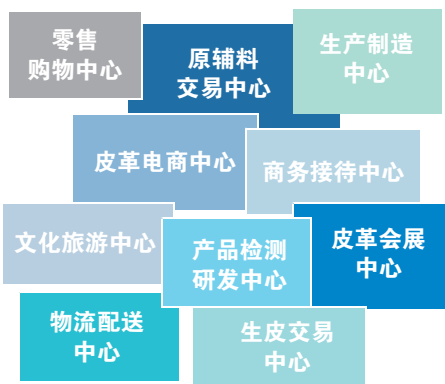 零售
购物中心
原辅料
交易中心
生产制造
中心
皮革电商中心
商务接待中心
文化旅游中心
产品检测
研发中心
皮革会展
中心
物流配送
中心
生皮交易
中心